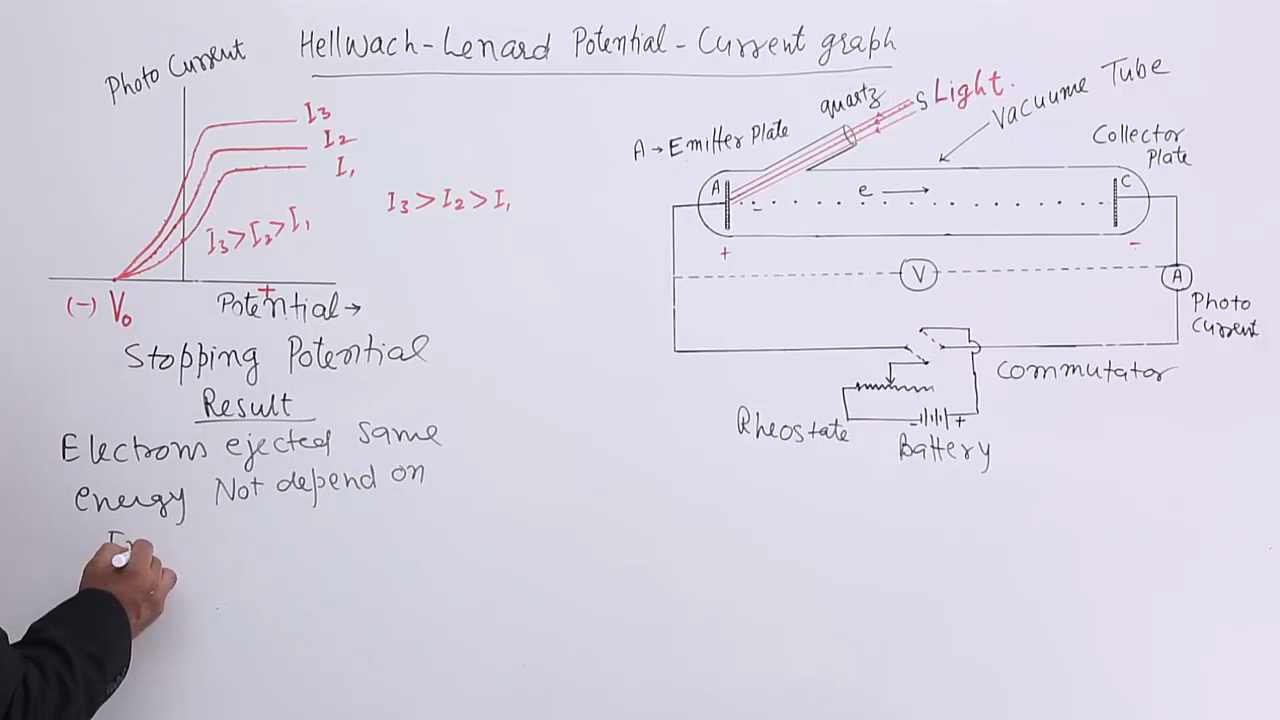 Hellwach-Lenard Potential-Current graph
Photo Current
I3
I2
I1
I3>I2>I1
I3>I2>I1
(-) V0
+
Potential→
Stopping Potential
Result
Electrons ejected same
energy Not depend on
quartz
S Light.
Vacuume Tube
A→Emitter Plate
Collector
Plate
A
e →
C
-
+
-
V
A
Photo
Current
Commutator
Rheostate
- +
Battery